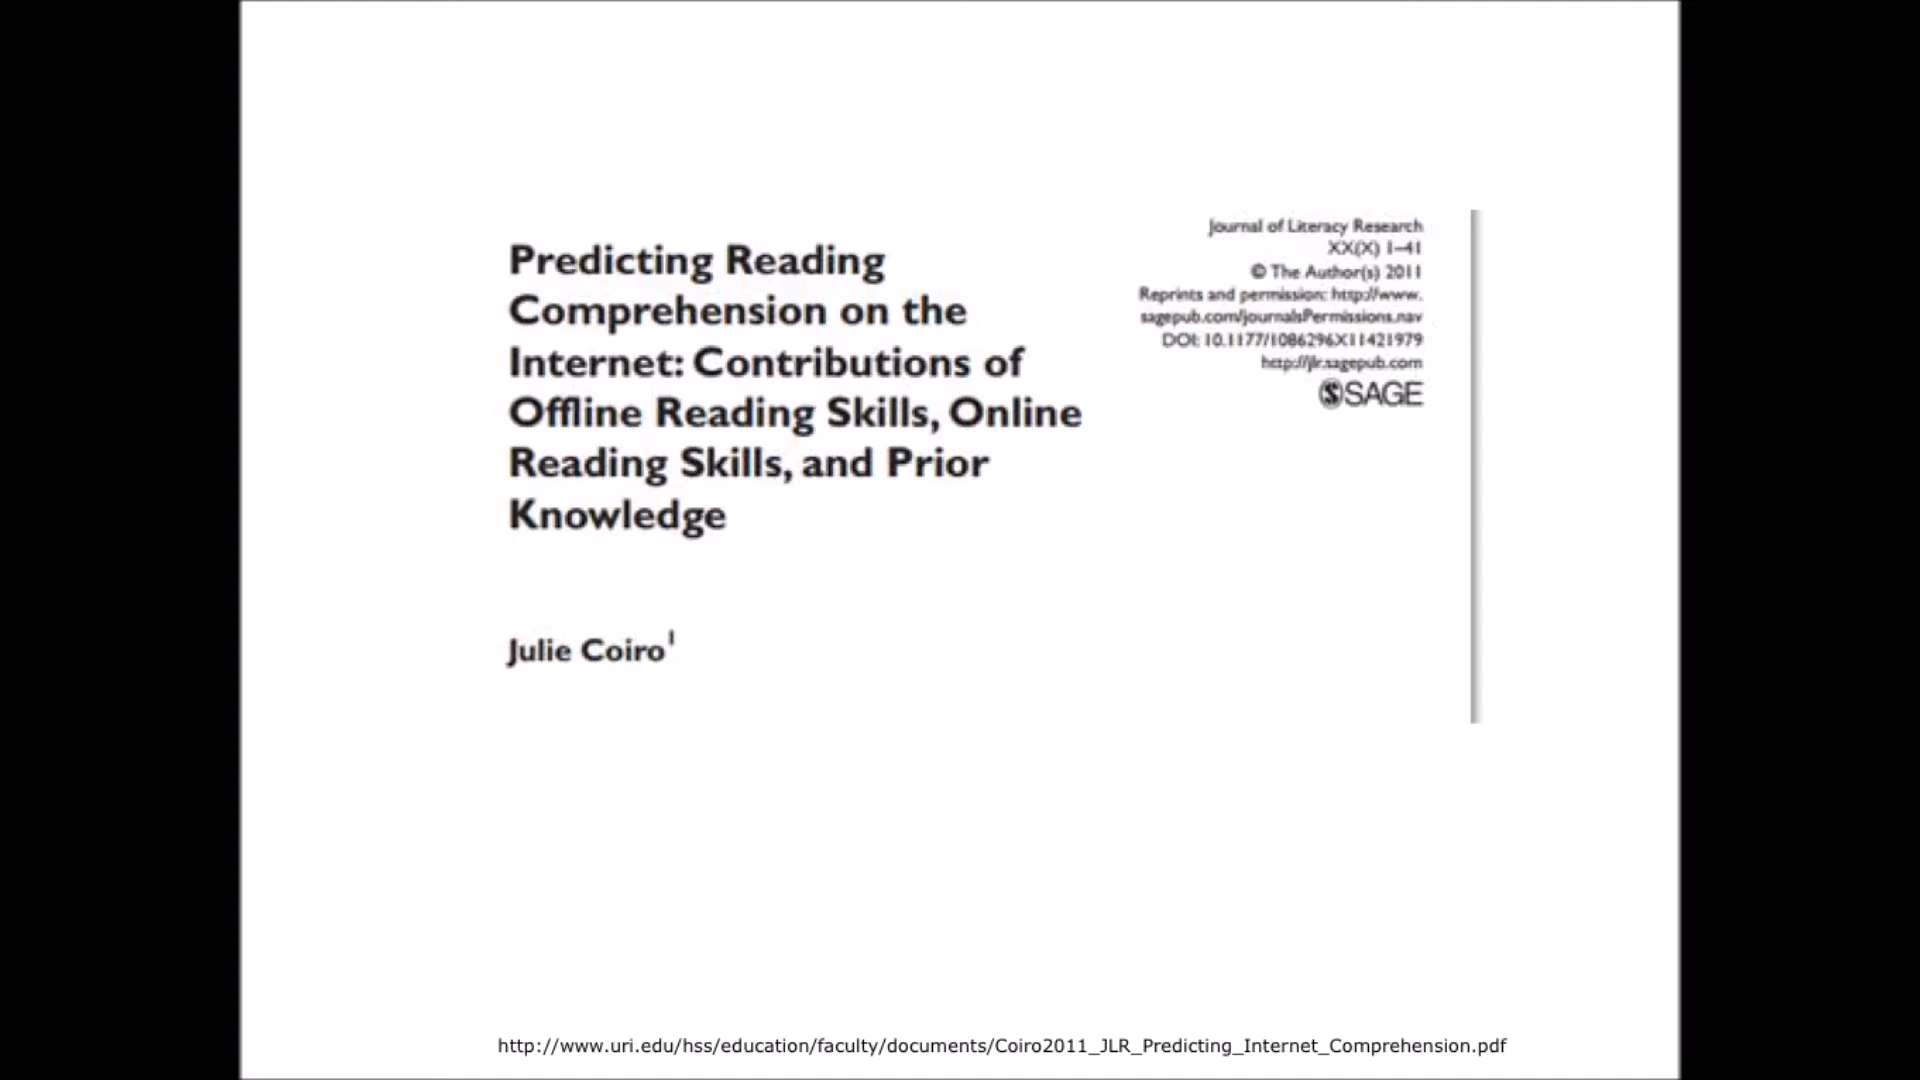 Predicting Reading
Comprehension on the
Internet: Contributions of
Offline Reading Skills, Online
Reading Skills, and Prior
Knowledge
Julie Coiro1
Journal of Literacy Research
XX(X) 1–41
© The Author(s) 2011
Reprints and permission: http://www.
sagepub.com/journalsPermissions.nav
DOI: 10.1177/1086296X11421979
http://jlr.sagepub.com
SAGE
http://www.uri.edu/hss/education/faculty/documents/Coiro2011_JLR_Predicting_Internet_Comprehension.pdf